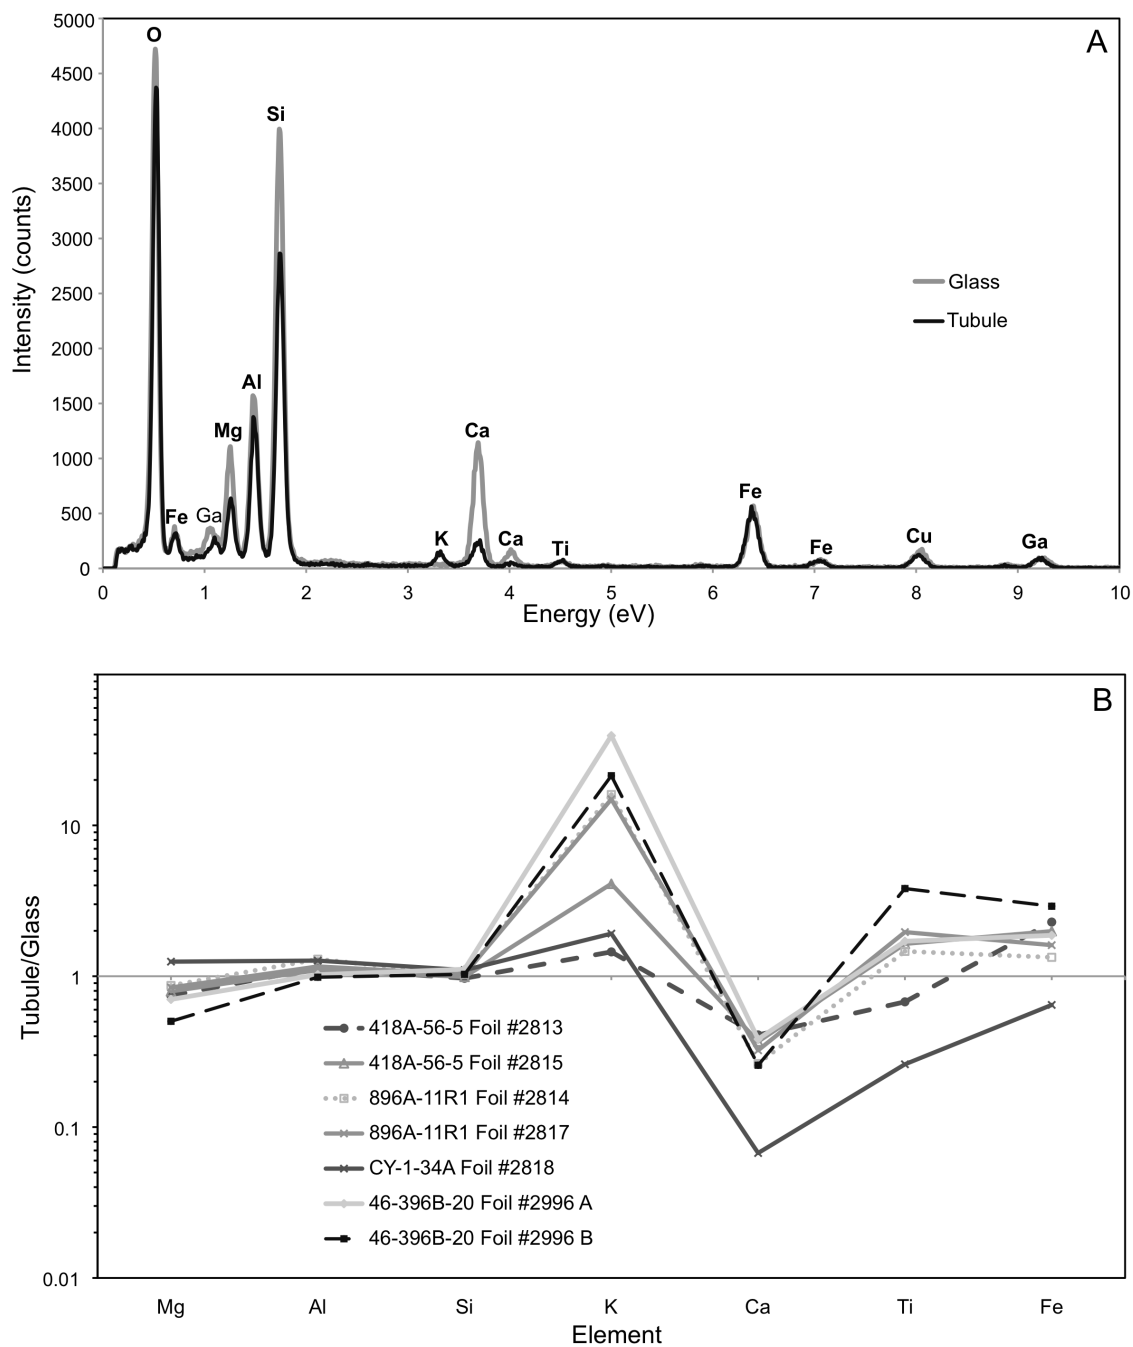 5000
4500
4000
3500
3000
2500
2000
1500
1000
500
0
Intensity (counts)
A
O
Si
Al
Mg
Fe
Ga
K
Ca
Ca
Ti
Fe
Fe
Cu
Ga
Glass
Tubule
0 1 2 3 4 5 6 7 8 9 10
Energy (eV)
B
10
1
0.1
0.01
Tubule/Glass
418A-56-5 Foil #2813
418A-56-5 Foil #2815
896A-11R1 Foil #2814
896A-11R1 Foil #2817
CY-1-34A Foil #2818
46-396B-20 Foil #2996 A
46-396B-20 Foil #2996 B
Mg Al Si K Ca Ti Fe
Element